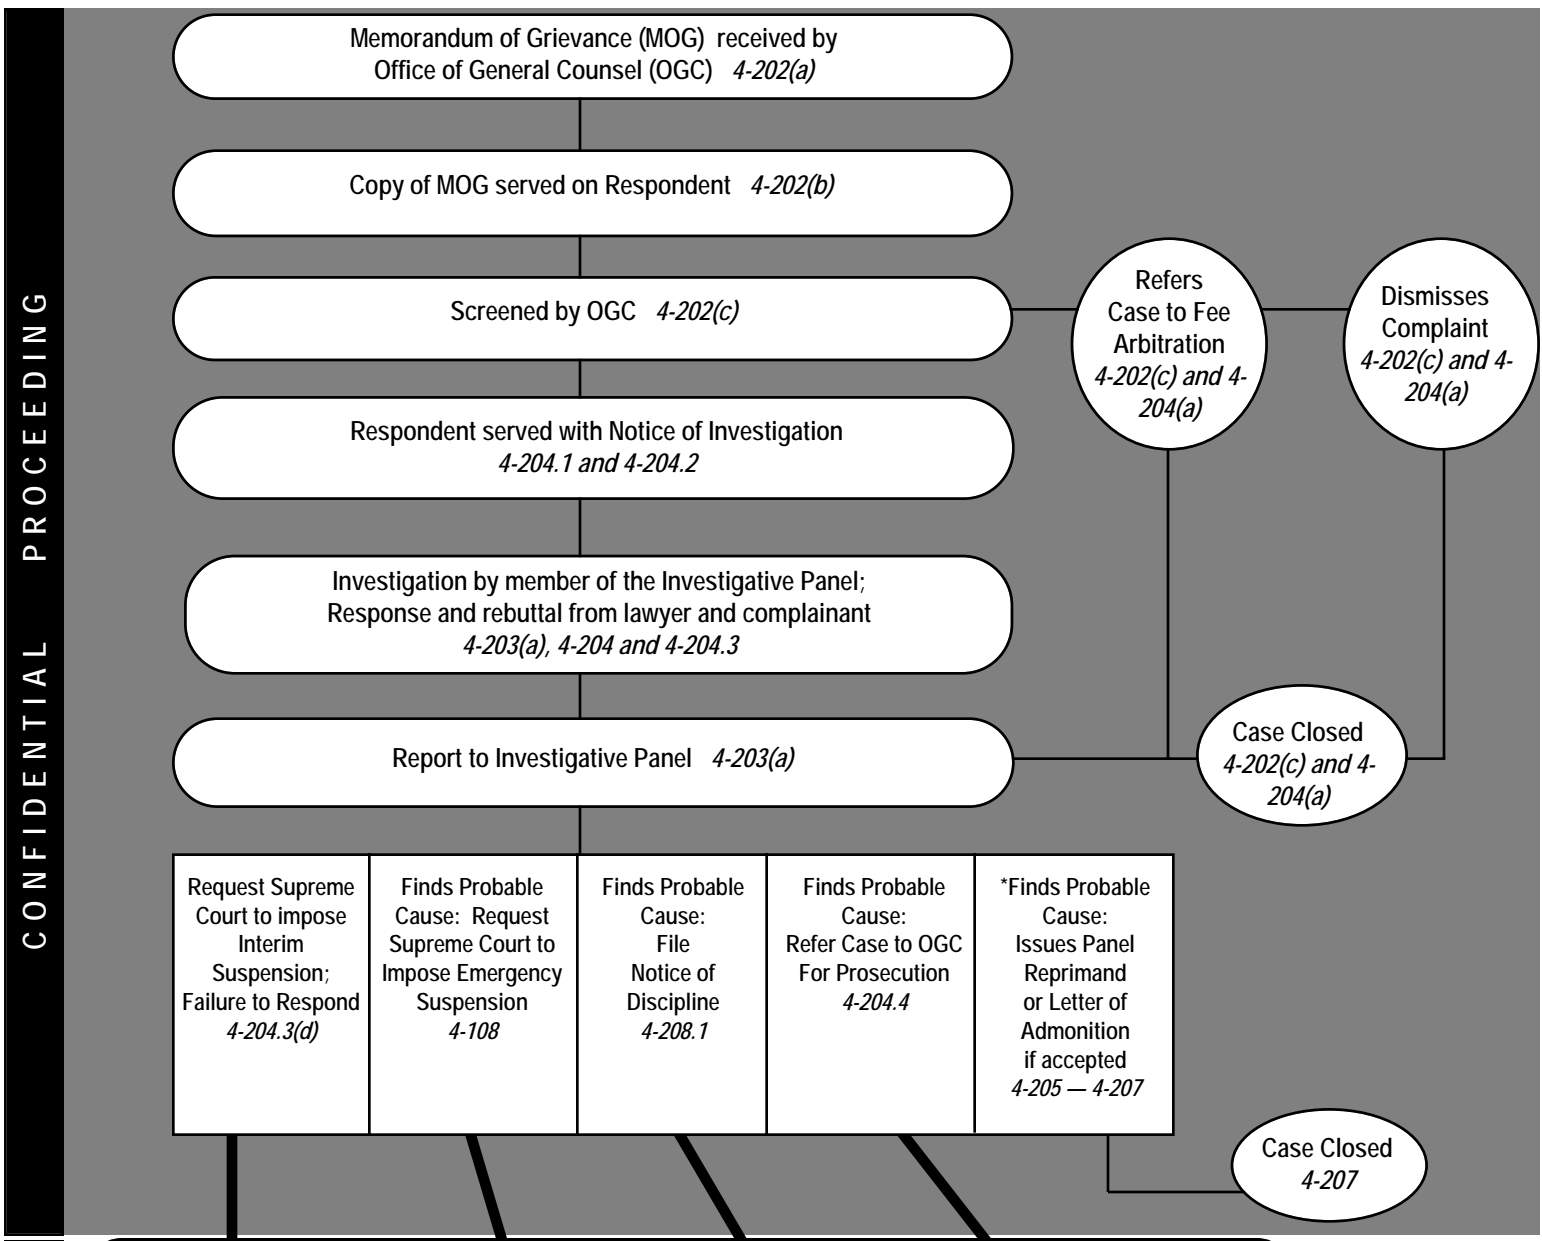 CONFIDENTIAL PROCEEDING
Memorandum of Grievance (MOG) received by
Office of General Counsel (OGC) 4-202(a)
Copy of MOG served on Respondent 4-202(b)
Screened by OGC 4-202(c)
Refers
Case to Fee
Arbitration
4-202(c) and 4-
204(a)
Dismisses
Complaint
4-202(c) and 4-
204(a)
Respondent served with Notice of Investigation
4-204.1 and 4-204.2
Investigation by member of the Investigative Panel;
Response and rebuttal from lawyer and complainant
4-203(a), 4-204 and 4-204.3
Report to Investigative Panel 4-203(a)
Case Closed
4-202(c) and 4-
204(a)
Request Supreme
Court to impose
Interim
Suspension;
Failure to Respond
4-204.3(d)
Finds Probable
Cause: Request
Supreme Court to
Impose Emergency
Suspension
4-108
Finds Probable
Cause:
File
Notice of
Discipline
4-208.1
Finds Probable
Cause:
Refer Case to OGC
For Prosecution
4-204.4
*Finds Probable
Cause:
Issues Panel
Reprimand
or Letter of
Admonition
if accepted
4-205 — 4-207
Case Closed
4-207